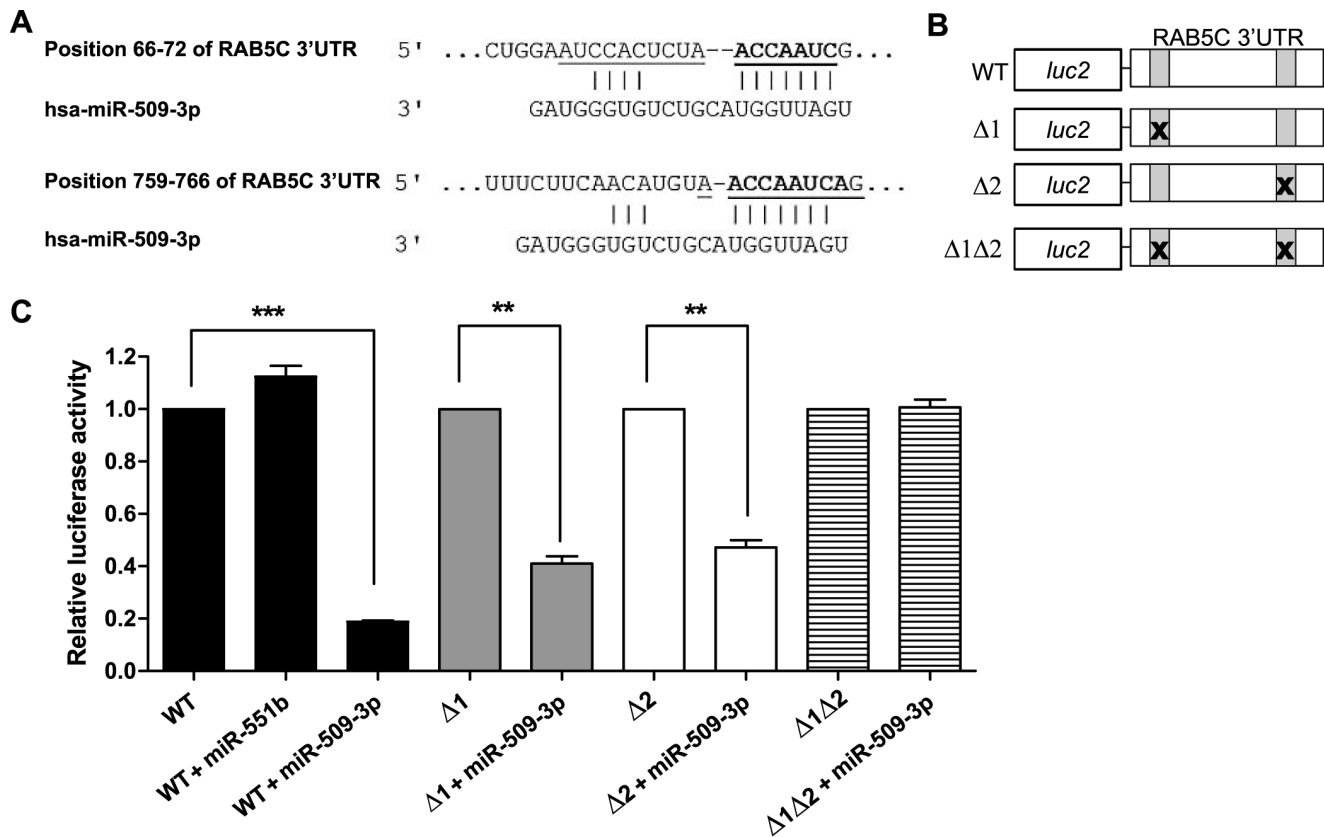 A
Position 66-72 of RAB5C 3'UTR 5' ...CUGGAAUCCACUCUA--ACCAAUCG...
hsa-miR-509-3p 3' GAUGGGUGUCUGCAUGGUUAGU
Position 759-766 of RAB5C 3'UTR 5' ...UUUCUUCAACAUGUA-ACCAAUCAG...
hsa-miR-509-3p 3' GAUGGGUGUCUGCAUGGUUAGU
B
RAB5C 3'UTR
WT luc2
Δ1 luc2 X
Δ2 luc2 X
Δ1Δ2 luc2 X X
C
Relative luciferase activity
1.2
1.0
0.8
0.6
0.4
0.2
0.0
***
**
**
WT
WT + miR-551b
WT + miR-509-3p
Δ1
Δ1 + miR-509-3p
Δ2
Δ2 + miR-509-3p
Δ1Δ2
Δ1Δ2 + miR-509-3p